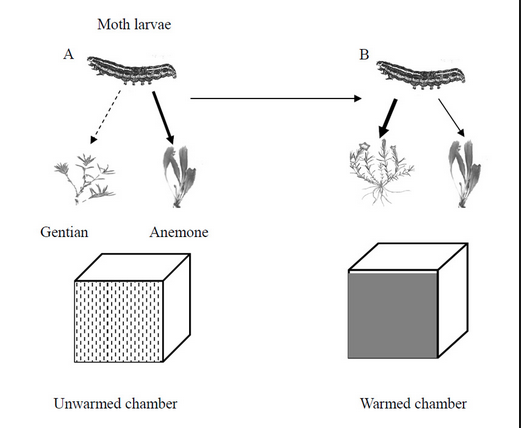 Moth larvae
A
B
Gentian
Anemone
Unwarmed chamber
Warmed chamber